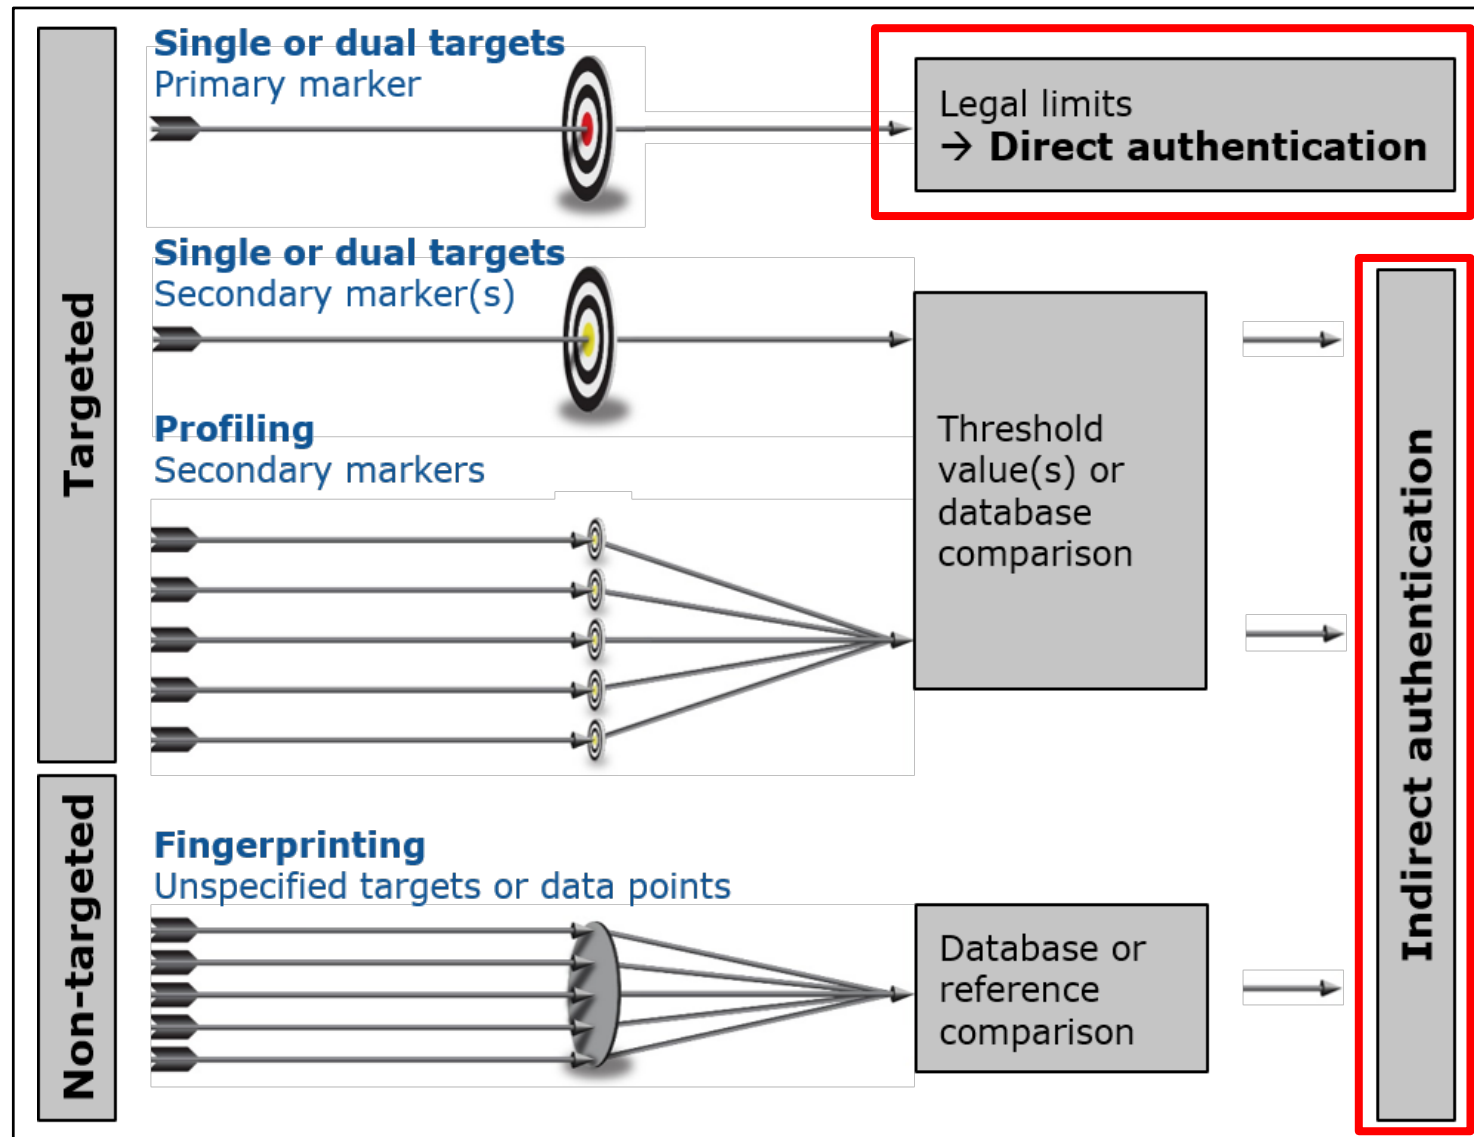 Targeted
Single or dual targets
Primary marker
Legal limits
→ Direct authentication
Single or dual targets
Secondary marker(s)
Profiling
Secondary markers
Threshold
value(s) or
database
comparison
Indirect authentication
Non-targeted
Fingerprinting
Unspecified targets or data points
Database or
reference
comparison